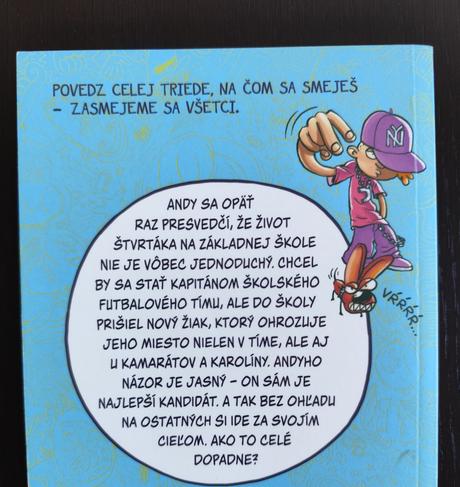 POVEDZ CELEJ TRIEDE, NA ČOM SA SMEJEŠ
– ZASMEJEME SA VŠETCI.
NY
ANDY SA OPÄŤ
RAZ PRESVEDČÍ, ŽE ŽIVOT
ŠTVRTÁKA NA ZÁKLADNEJ ŠKOLE
NIE JE VÔBEC JEDNODUCHÝ. CHCEL
BY SA STAŤ KAPITÁNOM ŠKOLSKÉHO
FUTBALOVÉHO TÍMU, ALE DO ŠKOLY
PRIŠIEL NOVÝ ŽIAK, KTORÝ OHROZUJE
JEHO MIESTO NIELEN V TÍME, ALE AJ
U KAMARÁTOV A KAROLÍNY. ANDYHO
NÁZOR JE JASNÝ – ON SÁM JE
NAJLEPŠÍ KANDIDÁT. A TAK BEZ OHĽADU
NA OSTATNÝCH SI IDE ZA SVOJÍM
CIEĽOM. AKO TO CELÉ
DOPADNE?
VŔŔŔŔ...